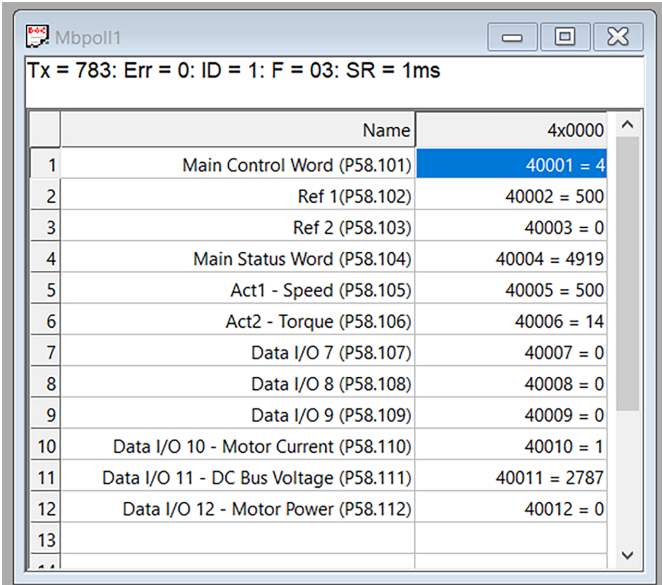 Mbpoll1
Tx = 783: Err = 0: ID = 1: F = 03: SR = 1ms
Name 4x0000
1 Main Control Word (P58.101) 40001 = 4
2 Ref 1(P58.102) 40002 = 500
3 Ref 2 (P58.103) 40003 = 0
4 Main Status Word (P58.104) 40004 = 4919
5 Act1 - Speed (P58.105) 40005 = 500
6 Act2 - Torque (P58.106) 40006 = 14
7 Data I/O 7 (P58.107) 40007 = 0
8 Data I/O 8 (P58.108) 40008 = 0
9 Data I/O 9 (P58.109) 40009 = 0
10 Data I/O 10 - Motor Current (P58.110) 40010 = 1
11 Data I/O 11 - DC Bus Voltage (P58.111) 40011 = 2787
12 Data I/O 12 - Motor Power (P58.112) 40012 = 0
13